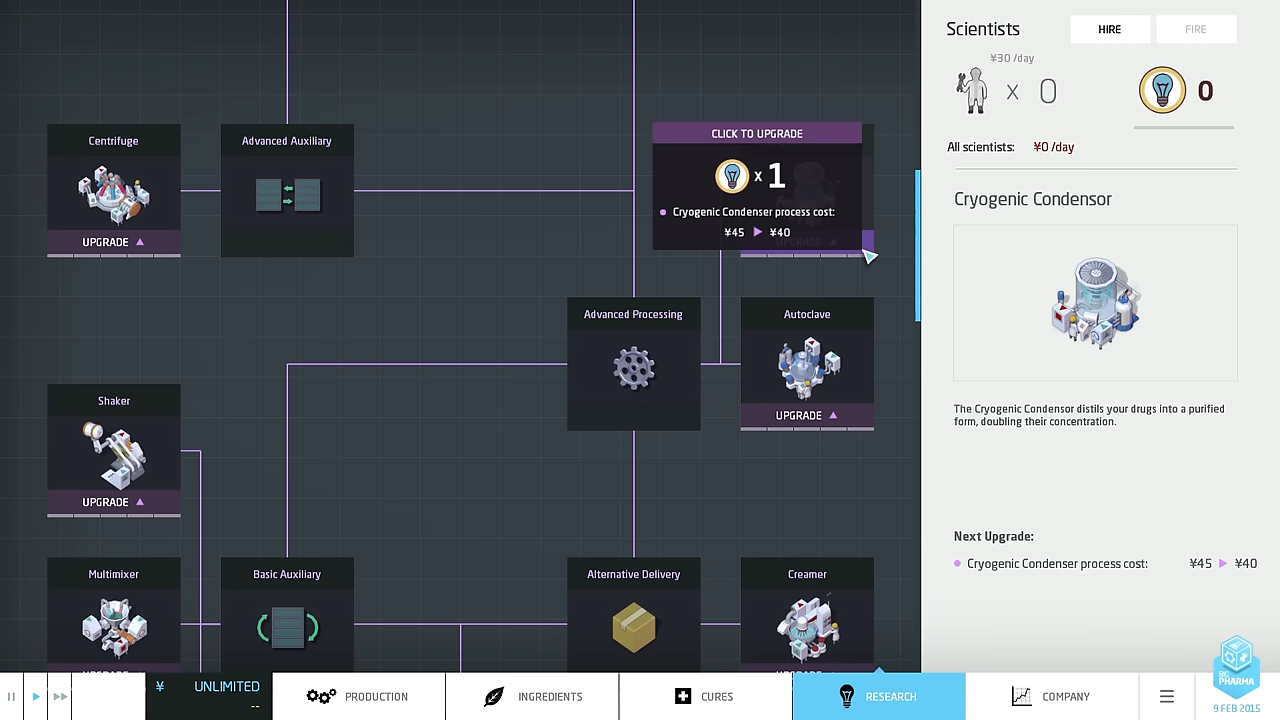 Scientists
HIRE
FIRE
¥30 /day
x 0
0
All scientists: ¥0 /day
Centrifuge
UPGRADE
Advanced Auxiliary
CLICK TO UPGRADE
x 1
Cryogenic Condenser process cost:
¥45 ¥40
UPGRADE
Cryogenic Condensor
Advanced Processing
Autoclave
UPGRADE
The Cryogenic Condensor distils your drugs into a purified
form, doubling their concentration.
Shaker
UPGRADE
Next Upgrade:
Cryogenic Condenser process cost: ¥45 ¥40
Multimixer
Basic Auxiliary
Alternative Delivery
Creamer
¥ UNLIMITED
--
PRODUCTION
INGREDIENTS
CURES
RESEARCH
COMPANY
BIG
PHARMA
9 FEB 2015